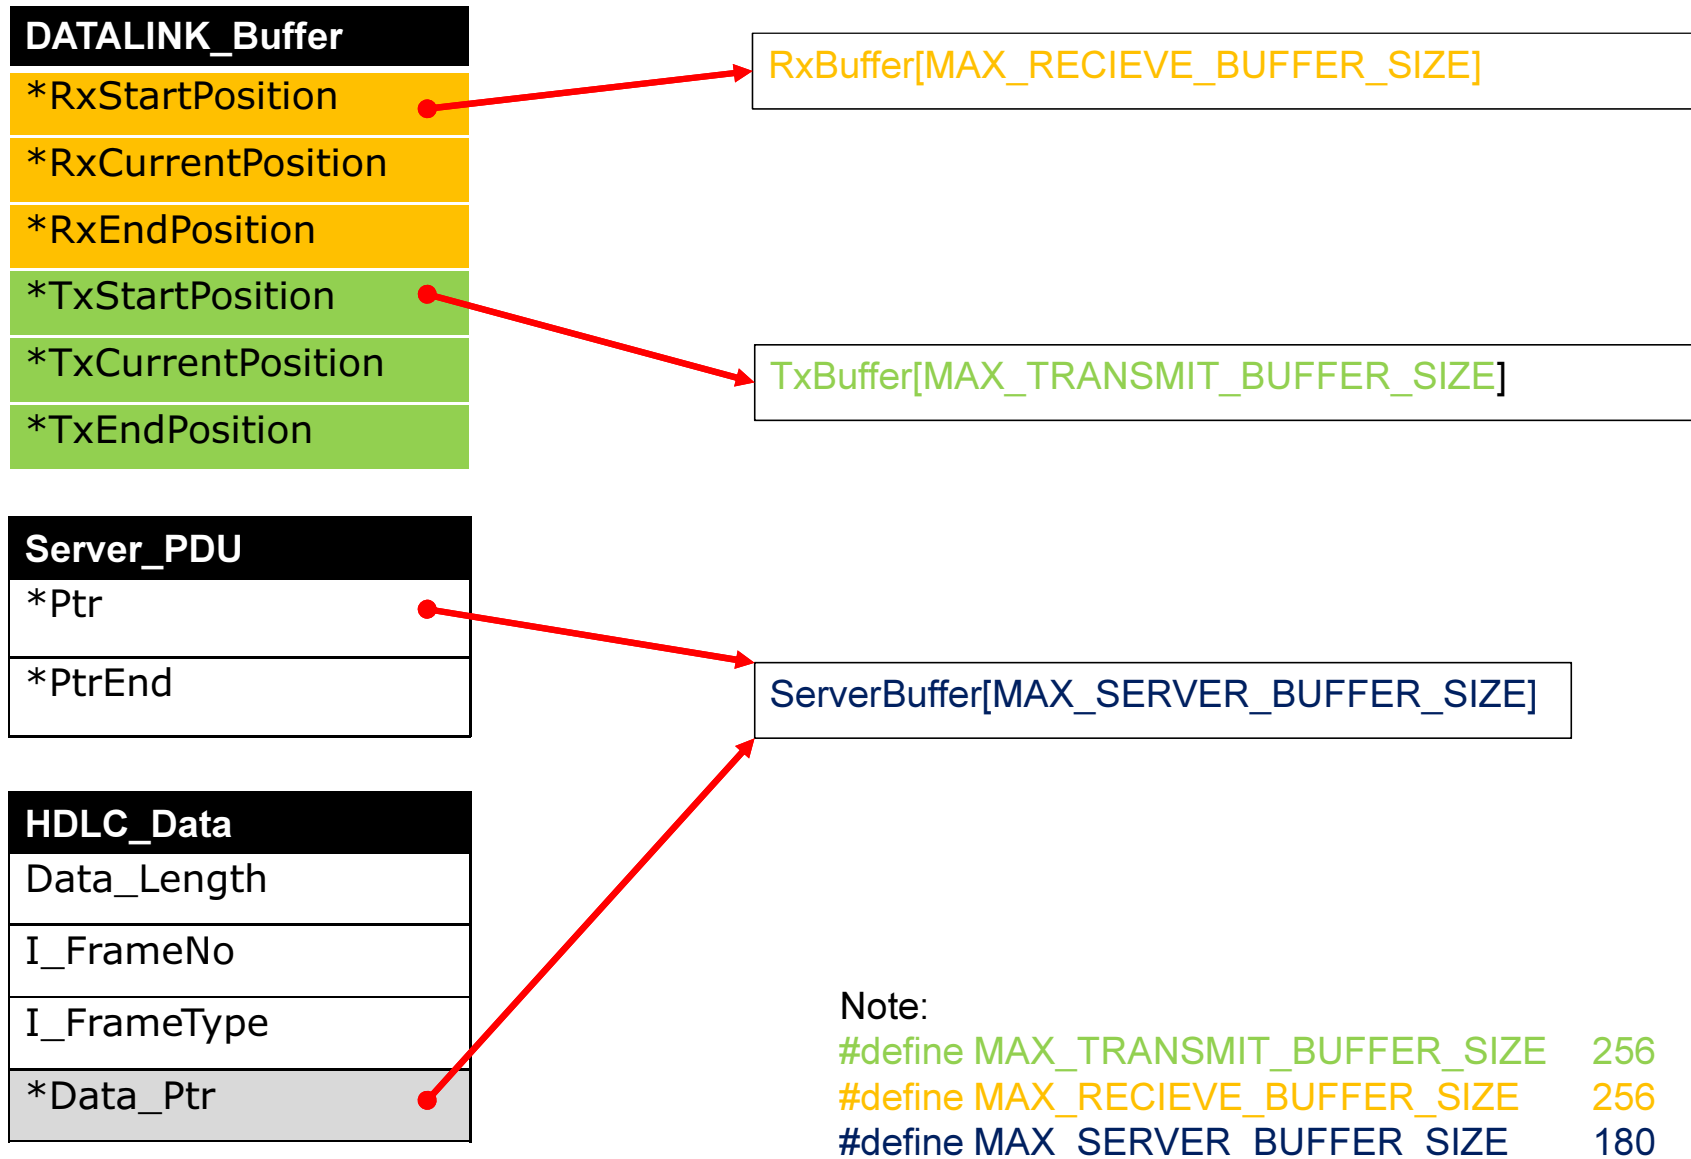 DATALINK_Buffer
*RxStartPosition
*RxCurrentPosition
*RxEndPosition
*TxStartPosition
*TxCurrentPosition
*TxEndPosition
RxBuffer[MAX_RECIEVE_BUFFER_SIZE]
TxBuffer[MAX_TRANSMIT_BUFFER_SIZE]
Server_PDU
*Ptr
*PtrEnd
ServerBuffer[MAX_SERVER_BUFFER_SIZE]
HDLC_Data
Data_Length
I_FrameNo
I_FrameType
*Data_Ptr
Note:
#define MAX_TRANSMIT_BUFFER_SIZE 256
#define MAX_RECIEVE_BUFFER_SIZE 256
#define MAX_SERVER_BUFFER_SIZE 180